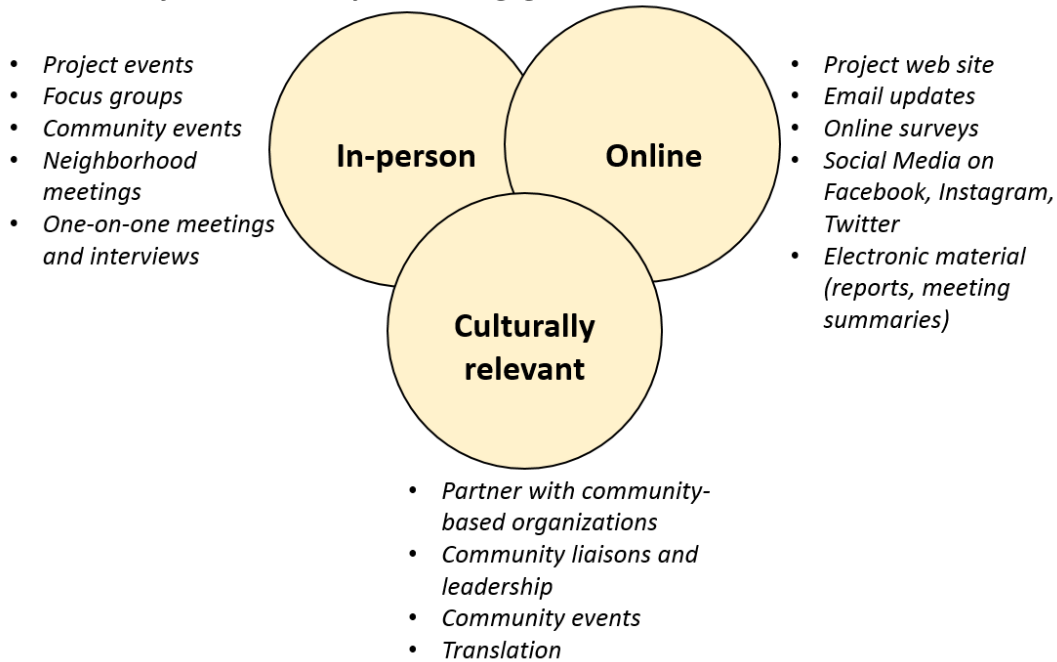 • Project events
• Focus groups
• Community events
• Neighborhood
meetings
• One-on-one meetings
and interviews
In-person
Online
• Project web site
• Email updates
• Online surveys
• Social Media on
Facebook, Instagram,
Twitter
• Electronic material
(reports, meeting
summaries)
Culturally
relevant
• Partner with community-
based organizations
• Community liaisons and
leadership
• Community events
• Translation